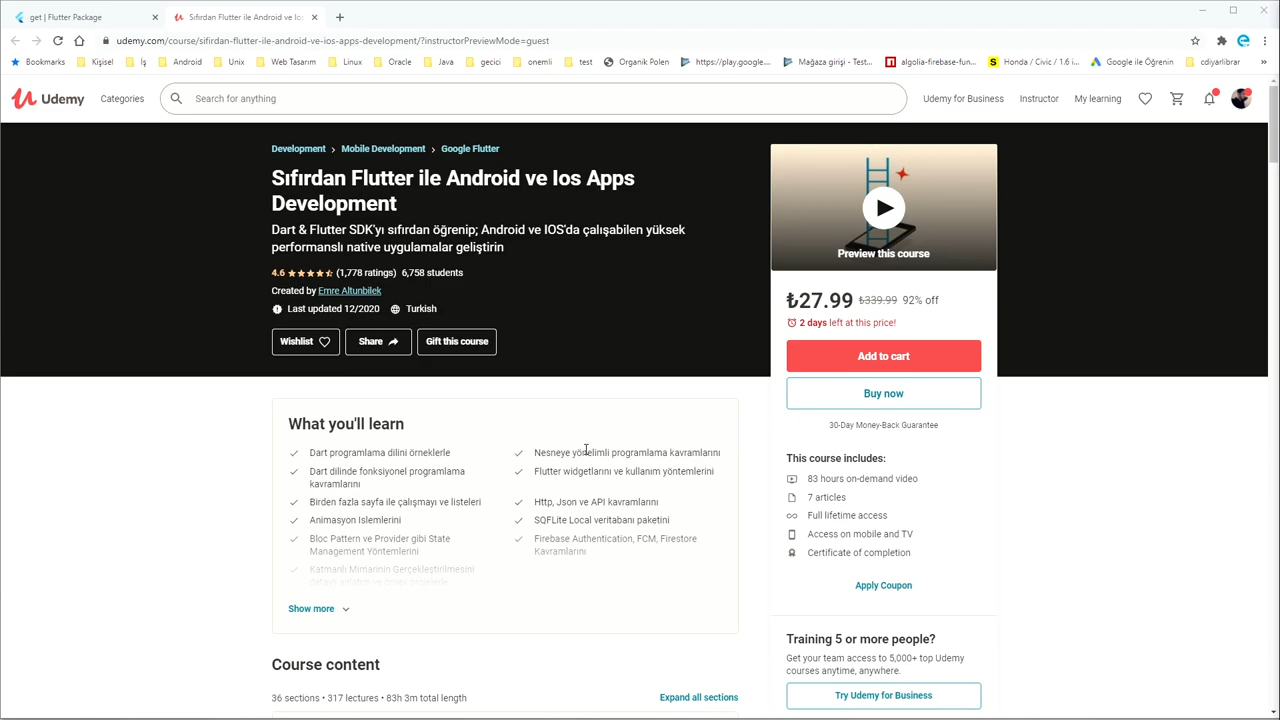 get | Flutter Package
Sıfırdan Flutter ile Android ve Ios
udemy.com/course/sifirdan-flutter-ile-android-ve-ios-apps-development/?instructorPreviewMode=guest
Bookmarks Kişisel İş Android Unix Web Tasarım Linux Oracle Java gecici onemli test Organik Polen https://play.google.... Mağaza girişi - Test... algolia-firebase-fun... Honda / Civic / 1.6 i... Google ile Öğrenin cdiyarlibrar »
Udemy Categories Search for anything Udemy for Business Instructor My learning
Development › Mobile Development › Google Flutter
Sıfırdan Flutter ile Android ve Ios Apps
Development
Dart & Flutter SDK'yı sıfırdan öğrenip; Android ve IOS'da çalışabilen yüksek
performanslı native uygulamalar geliştirin
4.6 (1,778 ratings) 6,758 students
Created by Emre Altunbilek
Last updated 12/2020 Turkish
Wishlist Share Gift this course
Preview this course
₺27.99 ₺339.99 92% off
2 days left at this price!
Add to cart
Buy now
30-Day Money-Back Guarantee
This course includes:
83 hours on-demand video
7 articles
Full lifetime access
Access on mobile and TV
Certificate of completion
Apply Coupon
Training 5 or more people?
Get your team access to 5,000+ top Udemy
courses anytime, anywhere.
Try Udemy for Business
What you'll learn
Dart programlama dilini örneklerle
Nesneye yönelimli programlama kavramlarını
Dart dilinde fonksiyonel programlama
kavramlarını
Flutter widgetlarını ve kullanım yöntemlerini
Birden fazla sayfa ile çalışmayı ve listeleri
Http, Json ve API kavramlarını
Animasyon Islemlerini
SQFLite Local veritabanı paketini
Bloc Pattern ve Provider gibi State
Management Yöntemlerini
Firebase Authentication, FCM, Firestore
Kavramlarını
Katmanlı Mimarinin Gerçekleştirilmesini
detaylı anlatım ve örnek projelerle
Show more
Course content
36 sections • 317 lectures • 83h 3m total length
Expand all sections